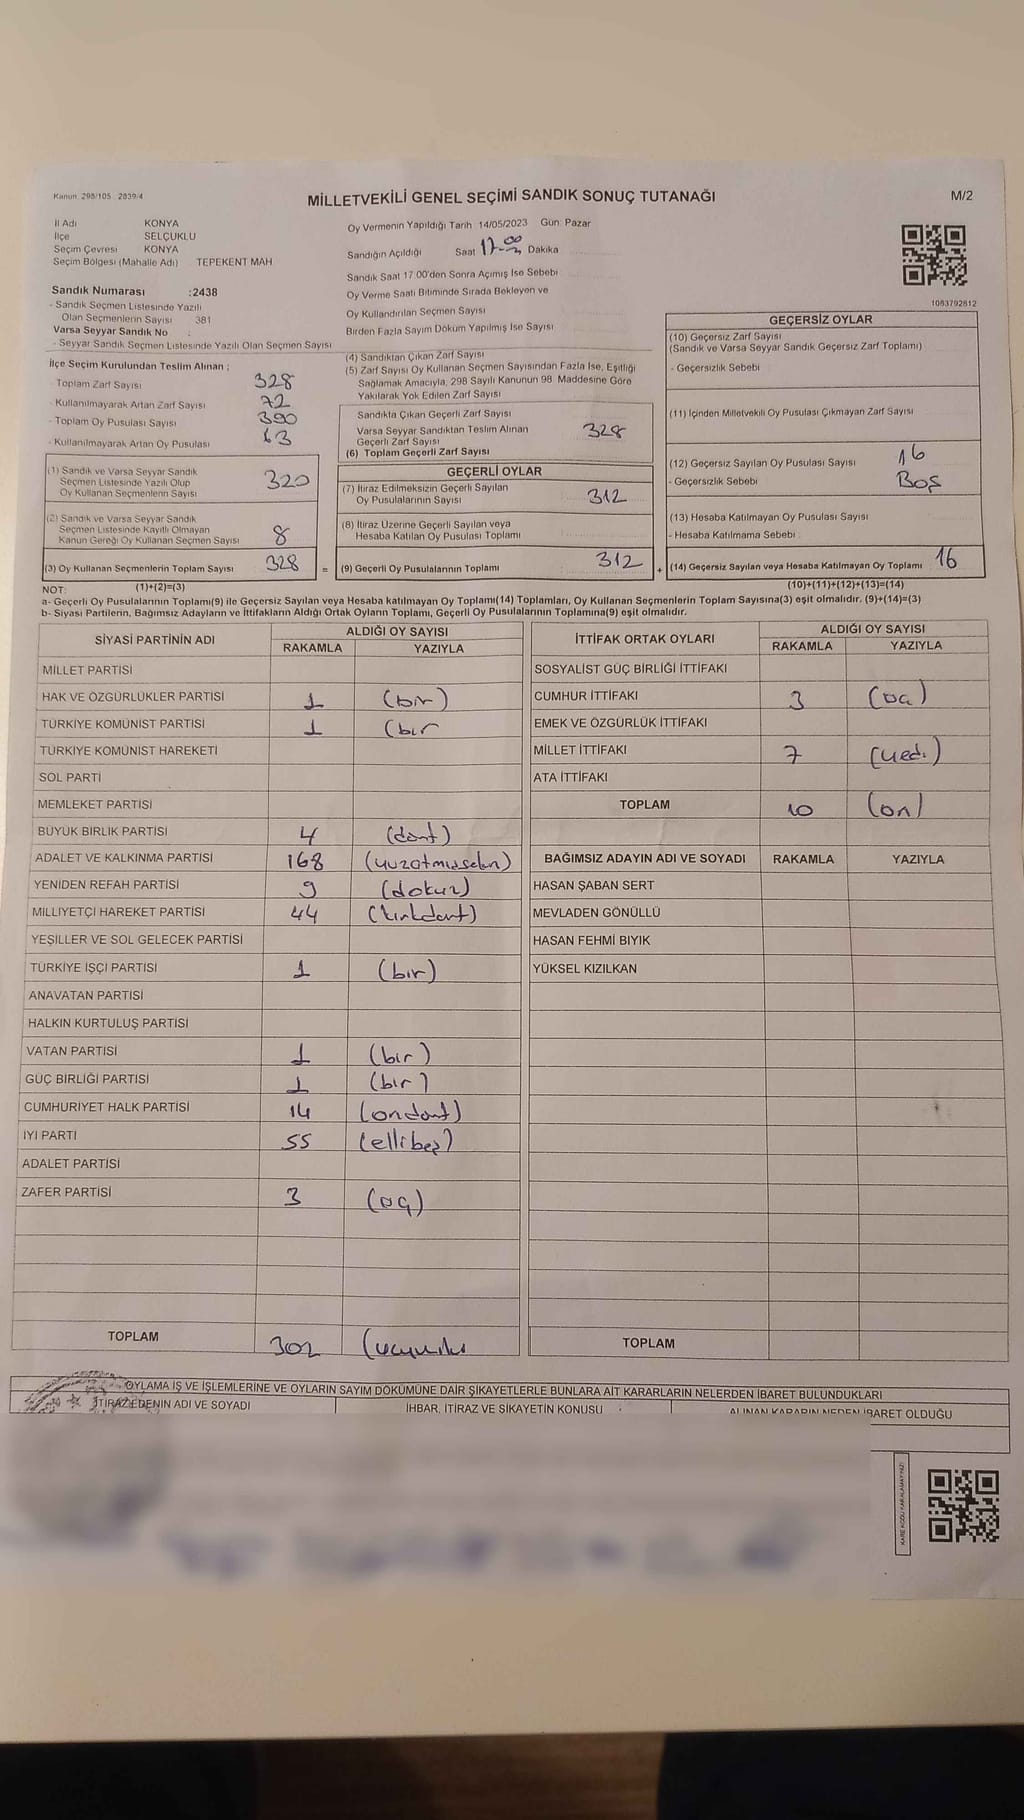 Kanun 298/105 2839/4
MİLLETVEKİLİ GENEL SEÇİMİ SANDIK SONUÇ TUTANAĞI
M/2
İl Adı KONYA
İlçe SELÇUKLU
Seçim Çevresi KONYA
Seçim Bölgesi (Mahalle Adı) TEPEKENT MAH
Sandık Numarası :2438
- Sandık Seçmen Listesinde Yazılı
Olan Seçmenlerin Sayısı : 381
Varsa Seyyar Sandık No :
- Seyyar Sandık Seçmen Listesinde Yazılı Olan Seçmen Sayısı
Oy Vermenin Yapıldığı Tarih 14/05/2023 Gün: Pazar
Sandığın Açıldığı Saat 17.00 Dakika
Sandık Saat 17 00'den Sonra Açımış İse Sebebi
Oy Verme Saati Bitiminde Sırada Bekleyen ve
Oy Kullandırılan Seçmen Sayısı
Birden Fazla Sayım Döküm Yapılmış İse Sayısı
1083792812
İlçe Seçim Kurulundan Teslim Alınan :
- Toplam Zarf Sayısı 328
- Kullanılmayarak Artan Zarf Sayısı 72
- Toplam Oy Pusulası Sayısı 390
- Kullanılmayarak Artan Oy Pusulası 63
(1) Sandık ve Varsa Seyyar Sandık
Seçmen Listesinde Yazılı Olup
Oy Kullanan Seçmenlerin Sayısı 320
(2) Sandık ve Varsa Seyyar Sandık
Seçmen Listesinde Kayıtlı Olmayan
Kanun Gereği Oy Kullanan Seçmen Sayısı 8
(3) Oy Kullanan Seçmenlerin Toplam Sayısı 328 =
(4) Sandıktan Çıkan Zarf Sayısı
(5) Zarf Sayısı Oy Kullanan Seçmen Sayısından Fazla İse, Eşitliği
Sağlamak Amacıyla, 298 Sayılı Kanunun 98. Maddesine Göre
Yakılarak Yok Edilen Zarf Sayısı
Sandıkta Çıkan Geçerli Zarf Sayısı
Varsa Seyyar Sandıktan Teslim Alınan
Geçerli Zarf Sayısı 328
(6) Toplam Geçerli Zarf Sayısı
GEÇERLİ OYLAR
(7) İtiraz Edilmeksizin Geçerli Sayılan
Oy Pusulalarının Sayısı 312
(8) İtiraz Üzerine Geçerli Sayılan veya
Hesaba Katılan Oy Pusulası Toplamı
(9) Geçerli Oy Pusulalarının Toplamı 312 +
GEÇERSİZ OYLAR
(10) Geçersiz Zarf Sayısı
(Sandık ve Varsa Seyyar Sandık Geçersiz Zarf Toplamı)
- Geçersizlik Sebebi
(11) İçinden Milletvekili Oy Pusulası Çıkmayan Zarf Sayısı
(12) Geçersiz Sayılan Oy Pusulası Sayısı 16
- Geçersizlik Sebebi Boş
(13) Hesaba Katılmayan Oy Pusulası Sayısı
- Hesaba Katılmama Sebebi
(14) Geçersiz Sayılan veya Hesaba Katılmayan Oy Toplamı 16
NOT: (1)+(2)=(3) (10)+(11)+(12)+(13)=(14)
a- Geçerli Oy Pusulalarının Toplamı(9) ile Geçersiz Sayılan veya Hesaba katılmayan Oy Toplamı(14) Toplamları, Oy Kullanan Seçmenlerin Toplam Sayısına(3) eşit olmalıdır. (9)+(14)=(3)
b- Siyasi Partilerin, Bağımsız Adayların ve İttifakların Aldığı Ortak Oyların Toplamı, Geçerli Oy Pusulalarının Toplamına(9) eşit olmalıdır.
SİYASİ PARTİNİN ADI ALDIĞI OY SAYISI
RAKAMLA YAZIYLA
MİLLET PARTİSİ
HAK VE ÖZGÜRLÜKLER PARTİSİ 1 (bir)
TÜRKİYE KOMÜNİST PARTİSİ 1 (bir
TÜRKİYE KOMÜNİST HAREKETİ
SOL PARTİ
MEMLEKET PARTİSİ
BÜYÜK BİRLİK PARTİSİ 4 (dört)
ADALET VE KALKINMA PARTİSİ 168 (yüzatmışsekiz)
YENİDEN REFAH PARTİSİ 9 (dokuz)
MİLLİYETÇİ HAREKET PARTİSİ 44 (kırkdört)
YEŞİLLER VE SOL GELECEK PARTİSİ
TÜRKİYE İŞÇİ PARTİSİ 1 (bir)
ANAVATAN PARTİSİ
HALKIN KURTULUŞ PARTİSİ
VATAN PARTİSİ 1 (bir)
GÜÇ BİRLİĞİ PARTİSİ 1 (bir)
CUMHURİYET HALK PARTİSİ 14 (ondört)
İYİ PARTİ 55 (ellibeş)
ADALET PARTİSİ
ZAFER PARTİSİ 3 (üç)
TOPLAM 302 (üçyüziki
İTTİFAK ORTAK OYLARI ALDIĞI OY SAYISI
RAKAMLA YAZIYLA
SOSYALİST GÜÇ BİRLİĞİ İTTİFAKI
CUMHUR İTTİFAKI 3 (üç)
EMEK VE ÖZGÜRLÜK İTTİFAKI
MİLLET İTTİFAKI 7 (yedi)
ATA İTTİFAKI
TOPLAM 10 (on)
BAĞIMSIZ ADAYIN ADI VE SOYADI RAKAMLA YAZIYLA
HASAN ŞABAN SERT
MEVLADEN GÖNÜLLÜ
HASAN FEHMİ BIYIK
YÜKSEL KIZILKAN
TOPLAM
OYLAMA İŞ VE İŞLEMLERİNE VE OYLARIN SAYIM DÖKÜMÜNE DAİR ŞİKAYETLERLE BUNLARA AİT KARARLARIN NELERDEN İBARET BULUNDUKLARI
İTİRAZ EDENİN ADI VE SOYADI İHBAR, İTİRAZ VE ŞİKAYETİN KONUSU ALINAN KARARIN NEDEN İBARET OLDUĞU
KARE KODU KARALAMAYINIZ!